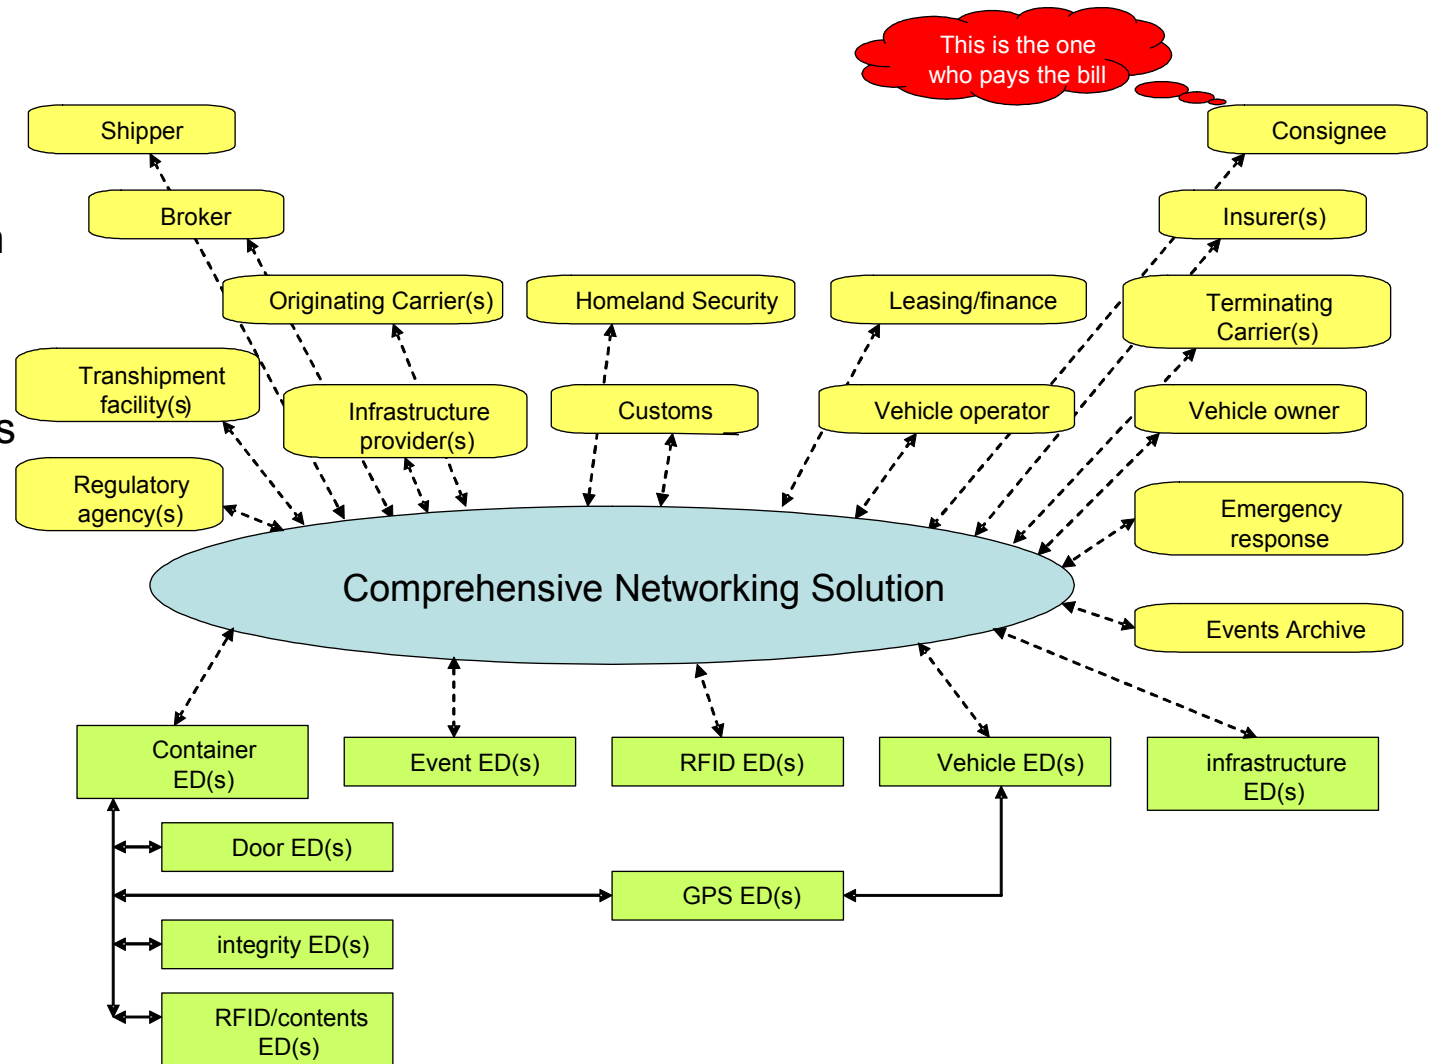 This is the one
who pays the bill
Shipper
Consignee
Broker
Insurer(s)
Originating Carrier(s)
Homeland Security
Leasing/finance
Terminating
Carrier(s)
Transhipment
facility(s)
Infrastructure
provider(s)
Customs
Vehicle operator
Vehicle owner
s
Regulatory
agency(s)
Emergency
response
Comprehensive Networking Solution
Events Archive
Container
ED(s)
Event ED(s)
RFID ED(s)
Vehicle ED(s)
infrastructure
ED(s)
Door ED(s)
GPS ED(s)
integrity ED(s)
RFID/contents
ED(s)